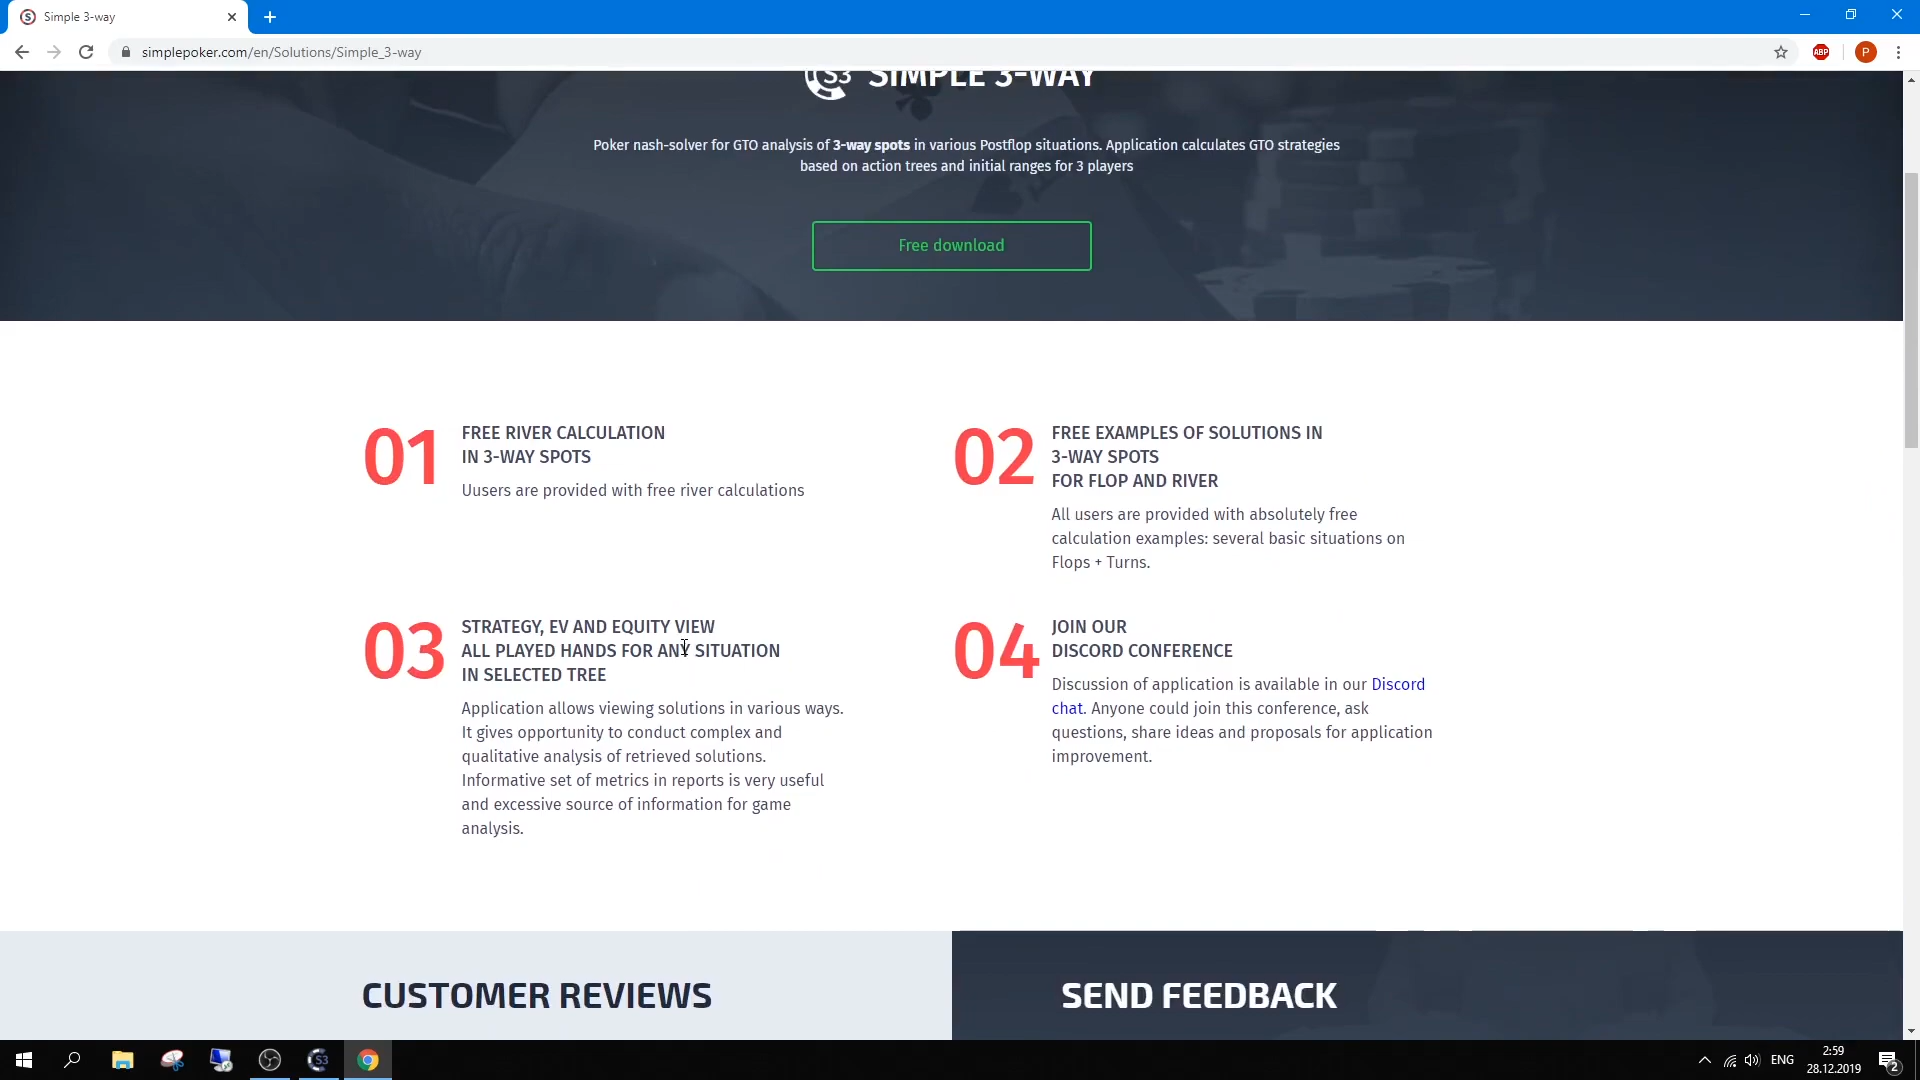 Simple 3-way
simplepoker.com/en/Solutions/Simple_3-way
ABP
P
S3 SIMPLE 3-WAY
Poker nash-solver for GTO analysis of 3-way spots in various Postflop situations. Application calculates GTO strategies
based on action trees and initial ranges for 3 players
Free download
01
FREE RIVER CALCULATION
IN 3-WAY SPOTS
Uusers are provided with free river calculations
02
FREE EXAMPLES OF SOLUTIONS IN
3-WAY SPOTS
FOR FLOP AND RIVER
All users are provided with absolutely free
calculation examples: several basic situations on
Flops + Turns.
03
STRATEGY, EV AND EQUITY VIEW
ALL PLAYED HANDS FOR ANY SITUATION
IN SELECTED TREE
Application allows viewing solutions in various ways.
It gives opportunity to conduct complex and
qualitative analysis of retrieved solutions.
Informative set of metrics in reports is very useful
and excessive source of information for game
analysis.
04
JOIN OUR
DISCORD CONFERENCE
Discussion of application is available in our Discord
chat. Anyone could join this conference, ask
questions, share ideas and proposals for application
improvement.
CUSTOMER REVIEWS
SEND FEEDBACK
S3
ENG
2:59
28.12.2019
2